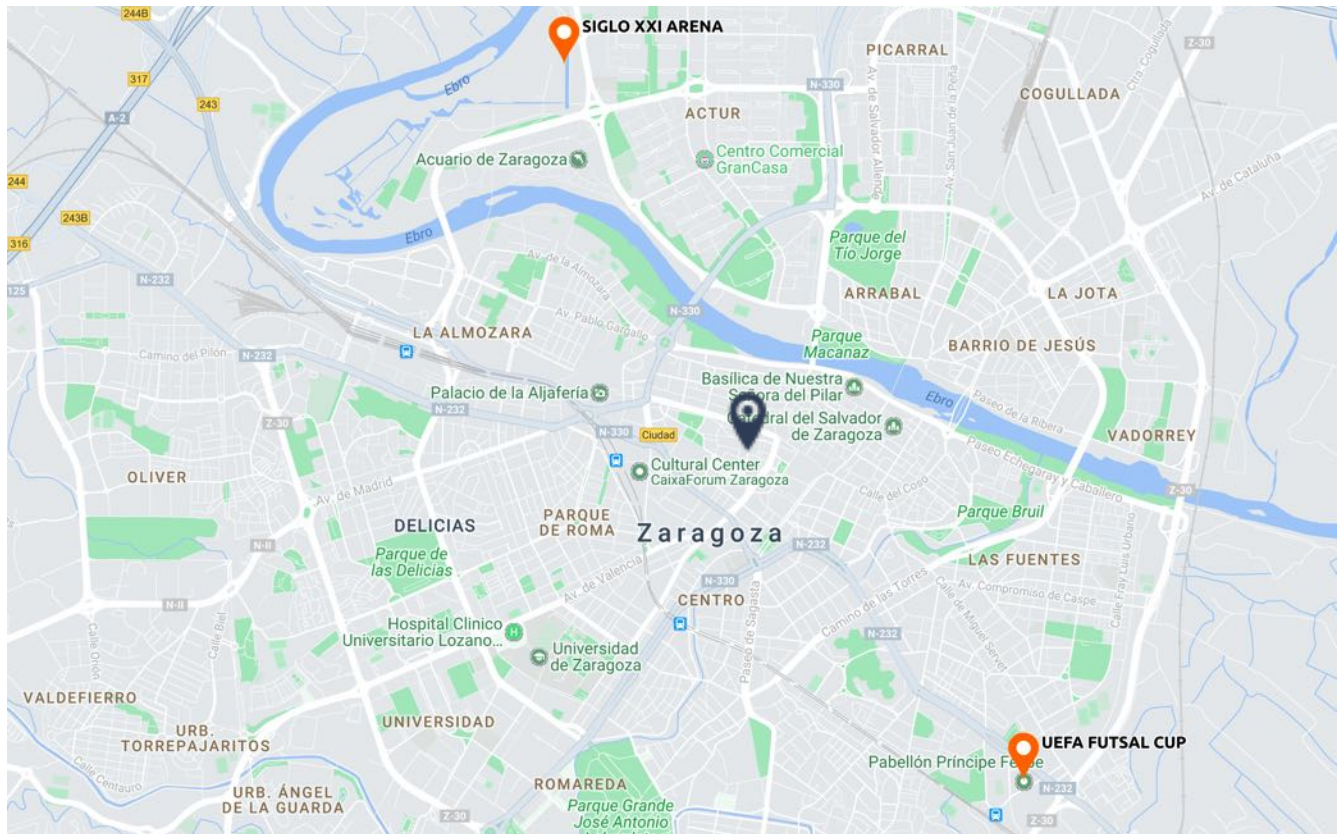 244B
SIGLO XXI ARENA
PICARRAL
Z-30
317
Ebro
N-330
Ctra. Cogullada
Av. de Salvador Allende
Av. San Juan de la Peña
COGULLADA
243
A-2
ACTUR
Acuario de Zaragoza
Centro Comercial
GranCasa
Av. de Cataluña
244
243B
Ebro
316
Parque del
Tío Jorge
Av. de la Almozara
N-232
125
ARRABAL
LA JOTA
N-330
LA ALMOZARA
Av. Pablo Gargallo
Parque
Macanaz
BARRIO DE JESÚS
Camino del Pilón
N-232
Palacio de la Aljafería
Basílica de Nuestra
Señora del Pilar
Ebro
Paseo de la Ribera
N-232
Catedral del Salvador
de Zaragoza
Z-30
N-330
Ciudad
VADORREY
Paseo Echegaray y Caballero
OLIVER
Cultural Center
CaixaForum Zaragoza
Av. de Madrid
Calle del Coso
Z-30
PARQUE
DE ROMA
Parque Bruil
DELICIAS
Zaragoza
N-II
N-232
Parque de
las Delicias
LAS FUENTES
Calle Fray Luis Urbano
Av. de Valencia
N-330
Av. Compromiso de Caspe
N-II
CENTRO
Camino de las Torres
Calle de Miguel Servet
Calle Biel
Hospital Clinico
Universitario Lozano...
H
Paseo de Sagasta
N-232
Calle Orión
Universidad
de Zaragoza
VALDEFIERRO
UNIVERSIDAD
URB.
TORREPAJARITOS
UEFA FUTSAL CUP
Pabellón Príncipe Felipe
Calle Centauro
ROMAREDA
N-232
URB. ÁNGEL
DE LA GUARDA
Parque Grande
José Antonio
Z-30
Z-30